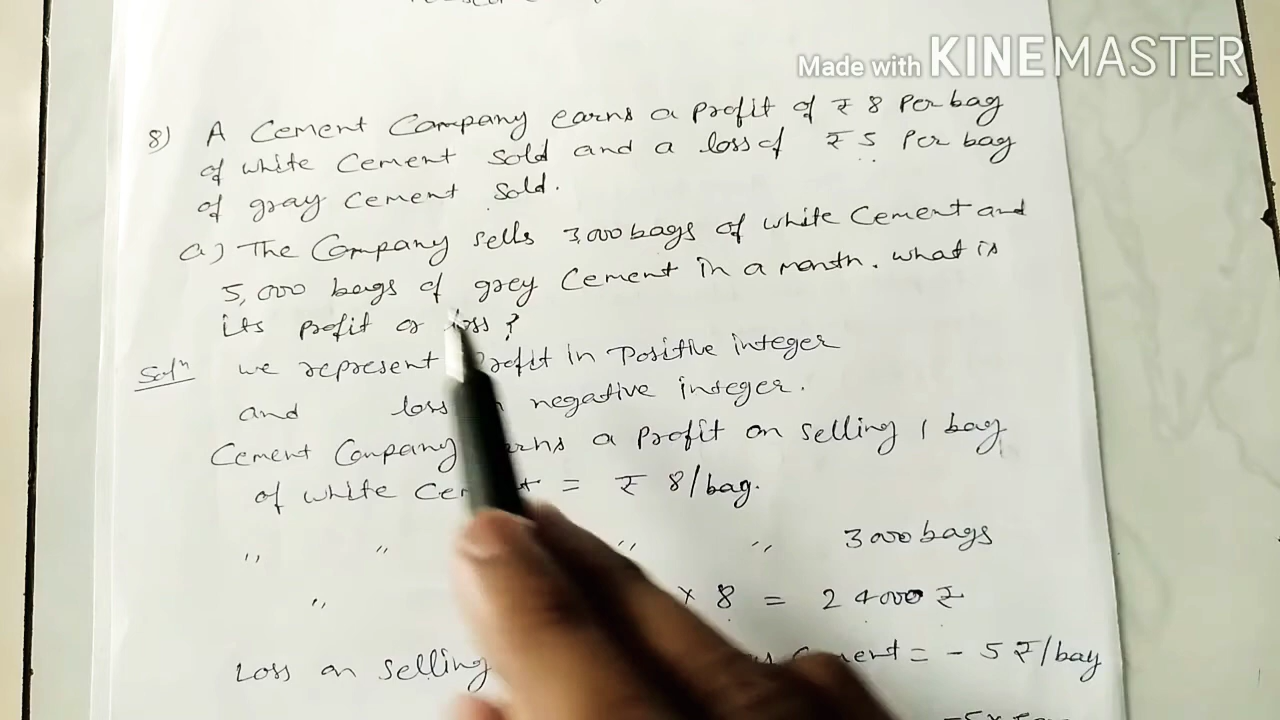 Made with KINEMASTER
8) A Cement Company earns a profit of ₹ 8 Per bag
of white Cement sold and a loss of ₹ 5 Per bag
of gray Cement sold.
a) The Company sells 3,000 bags of white Cement and
5,000 bags of grey Cement in a month. what is
its profit or loss ?
Solⁿ we represent Profit in Positive integer
and loss negative integer.
Cement Company a Profit on selling 1 bag
of white = ₹ 8/bag.
,, ,, ,, ,, 3000 bags
,, × 8 = 24000 ₹
Loss on selling = - 5 ₹/bag